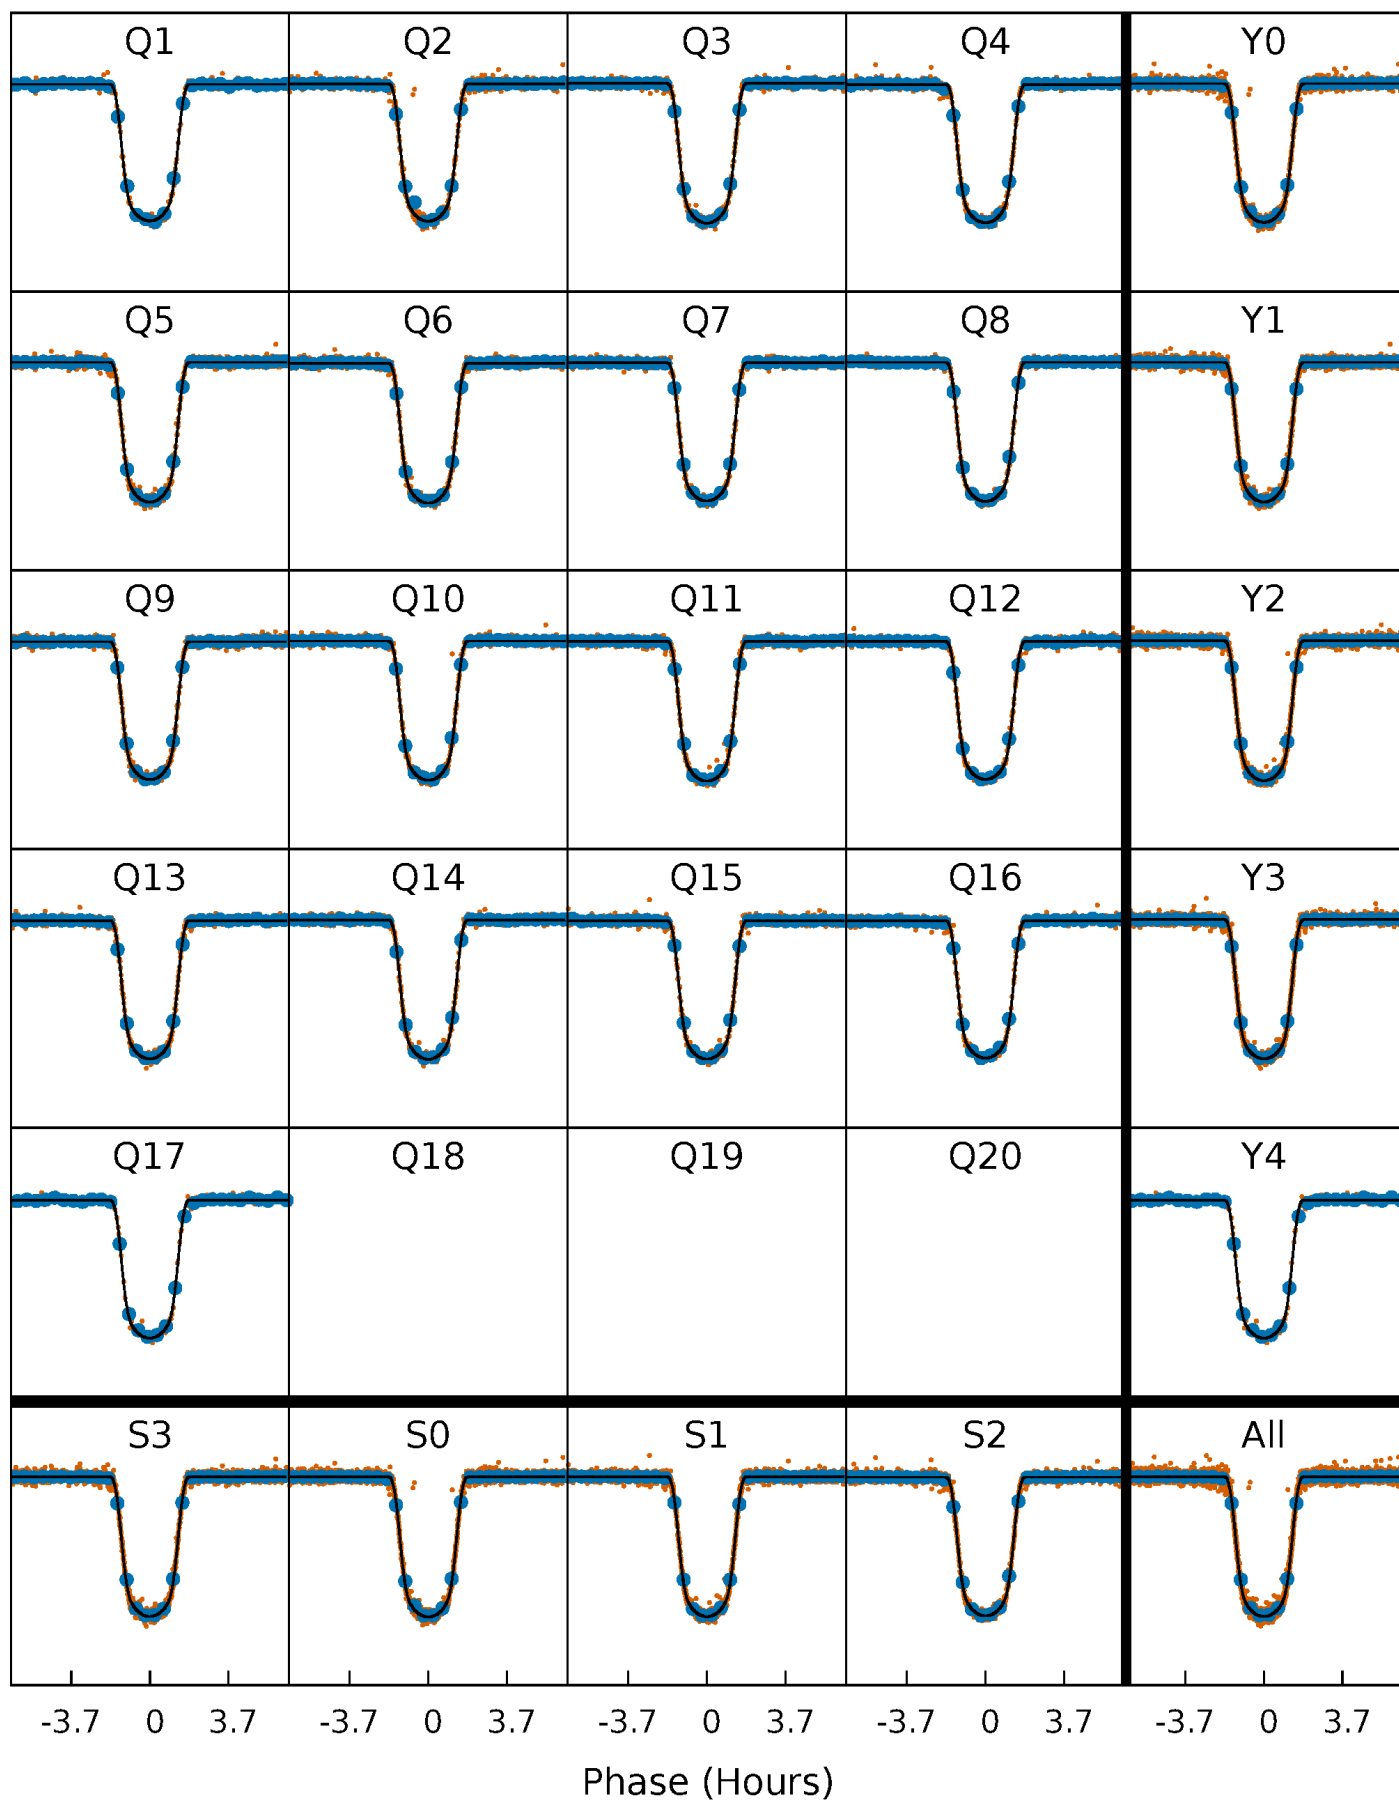 Q1 Q2 Q3 Q4 Y0
Q5 Q6 Q7 Q8 Y1
Q9 Q10 Q11 Q12 Y2
Q13 Q14 Q15 Q16 Y3
Q17 Q18 Q19 Q20 Y4
S3 S0 S1 S2 All
-3.7 0 3.7 -3.7 0 3.7 -3.7 0 3.7 -3.7 0 3.7 -3.7 0 3.7
Phase (Hours)